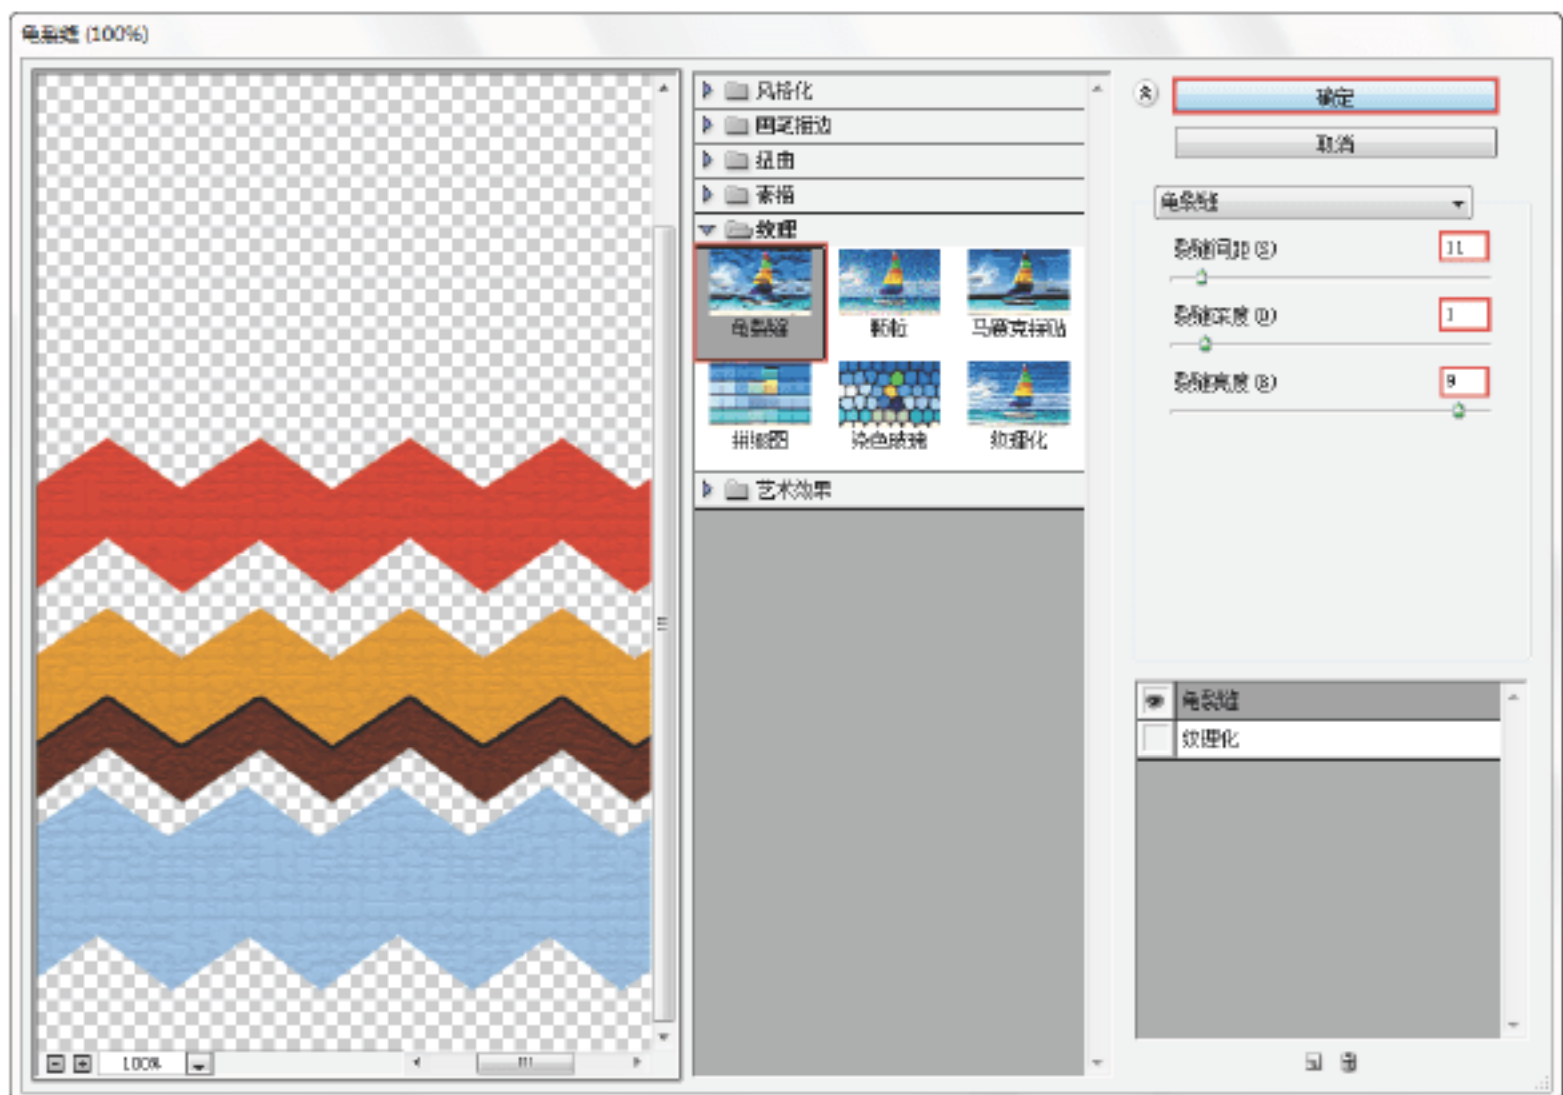 龟裂缝 (100%)
风格化
画笔描边
扭曲
素描
纹理
龟裂缝
颗粒
马赛克拼贴
拼缀图
染色玻璃
纹理化
艺术效果
确定
取消
龟裂缝
裂缝间距(S)
11
裂缝深度(D)
1
裂缝亮度(B)
9
龟裂缝
纹理化
100%